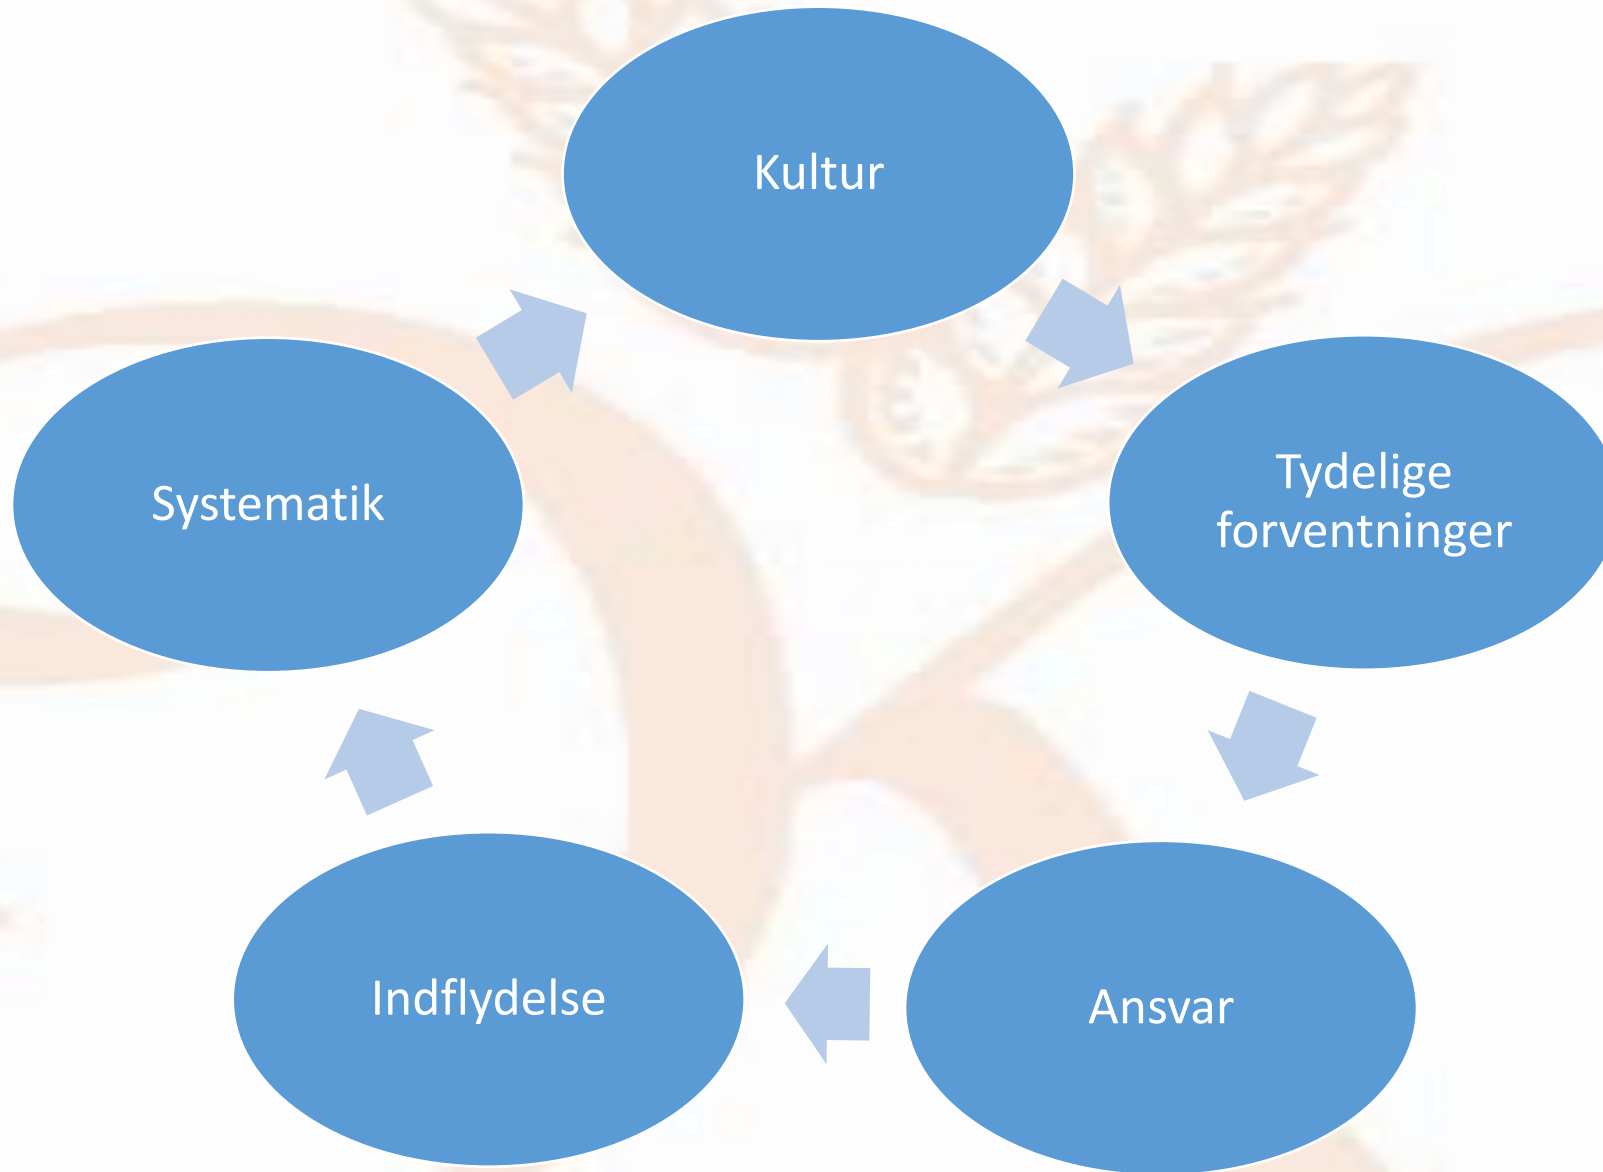 Kultur
Tydelige
forventninger
Ansvar
Indflydelse
Systematik